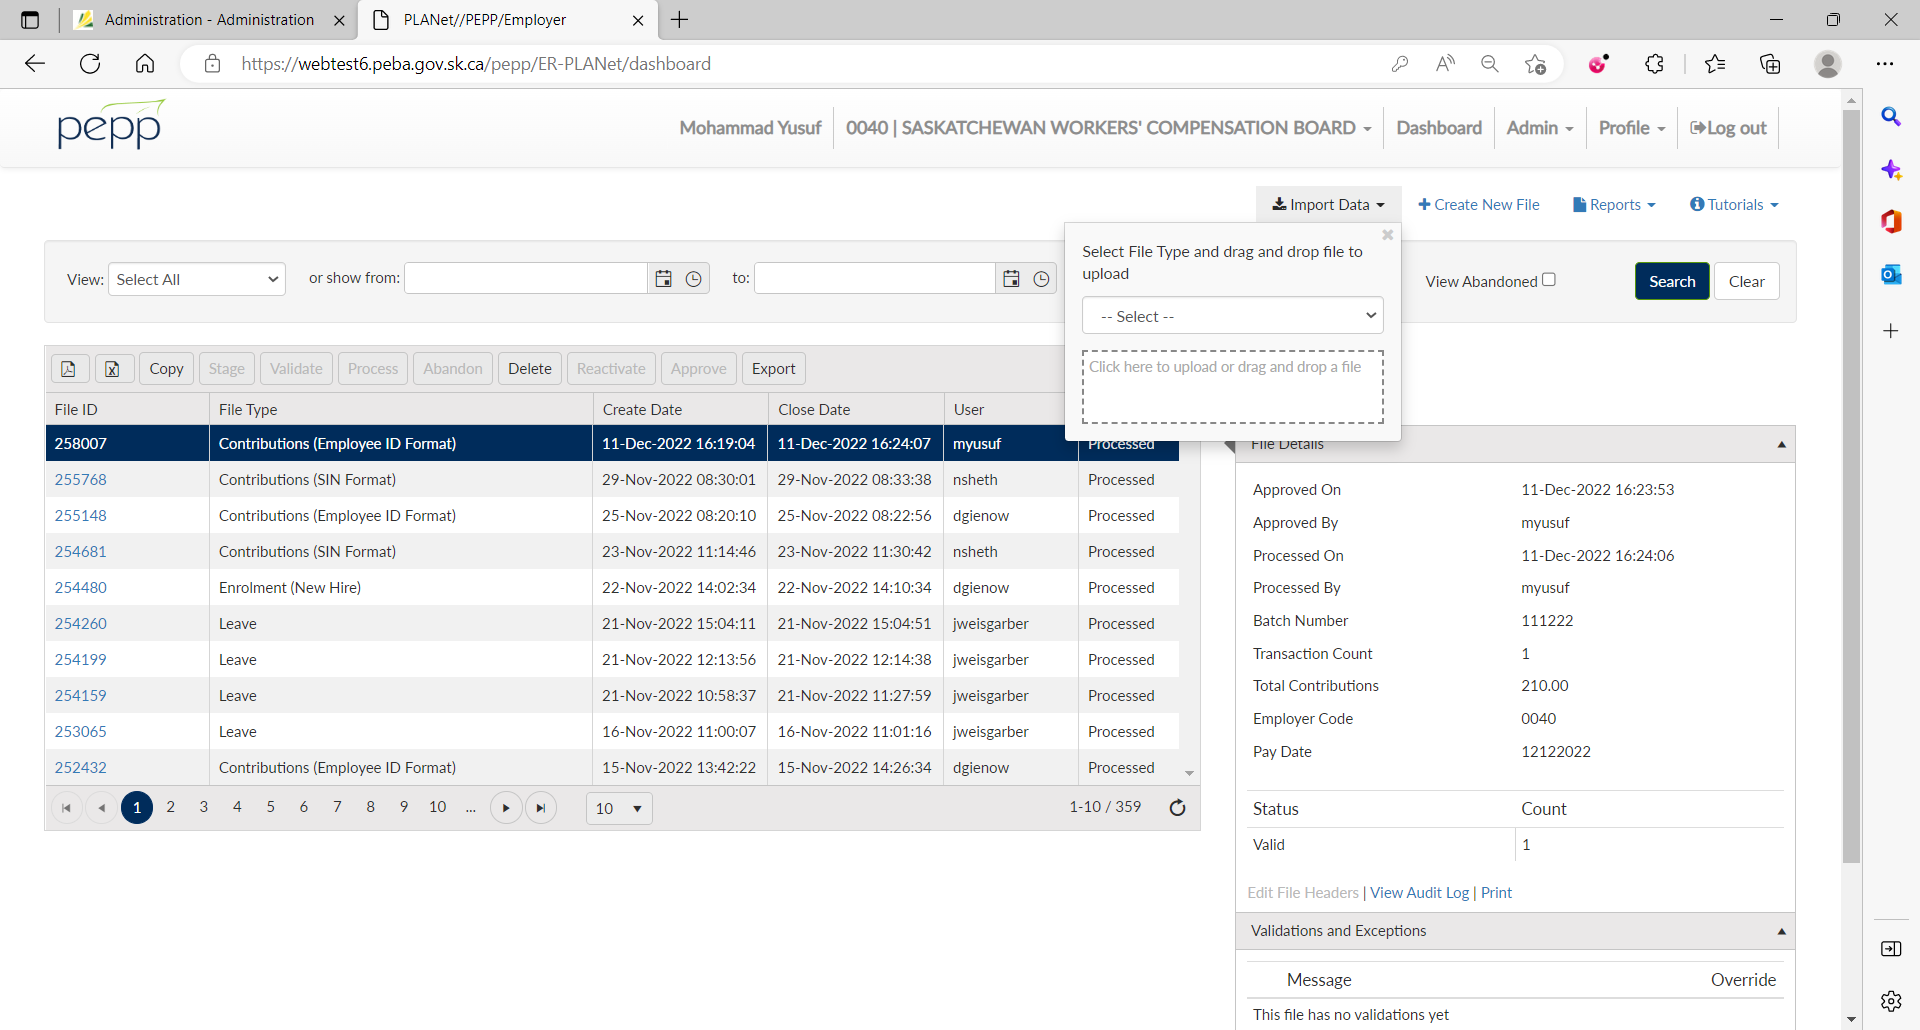 Administration - Administration
PLANet//PEPP/Employer
https://webtest6.peba.gov.sk.ca/pepp/ER-PLANet/dashboard
pepp
Mohammad Yusuf
0040 | SASKATCHEWAN WORKERS' COMPENSATION BOARD
Dashboard
Admin
Profile
Log out
Import Data
Create New File
Reports
Tutorials
Select File Type and drag and drop file to
upload
-- Select --
Click here to upload or drag and drop a file
View: Select All or show from: to:
View Abandoned
Search
Clear
Copy Stage Validate Process Abandon Delete Reactivate Approve Export
File ID File Type Create Date Close Date User
258007 Contributions (Employee ID Format) 11-Dec-2022 16:19:04 11-Dec-2022 16:24:07 myusuf Processed
255768 Contributions (SIN Format) 29-Nov-2022 08:30:01 29-Nov-2022 08:33:38 nsheth Processed
255148 Contributions (Employee ID Format) 25-Nov-2022 08:20:10 25-Nov-2022 08:22:56 dgienow Processed
254681 Contributions (SIN Format) 23-Nov-2022 11:14:46 23-Nov-2022 11:30:42 nsheth Processed
254480 Enrolment (New Hire) 22-Nov-2022 14:02:34 22-Nov-2022 14:10:34 dgienow Processed
254260 Leave 21-Nov-2022 15:04:11 21-Nov-2022 15:04:51 jweisgarber Processed
254199 Leave 21-Nov-2022 12:13:56 21-Nov-2022 12:14:38 jweisgarber Processed
254159 Leave 21-Nov-2022 10:58:37 21-Nov-2022 11:27:59 jweisgarber Processed
253065 Leave 16-Nov-2022 11:00:07 16-Nov-2022 11:01:16 jweisgarber Processed
252432 Contributions (Employee ID Format) 15-Nov-2022 13:42:22 15-Nov-2022 14:26:34 dgienow Processed
1 2 3 4 5 6 7 8 9 10 ... 10 1-10 / 359
File Details
Approved On 11-Dec-2022 16:23:53
Approved By myusuf
Processed On 11-Dec-2022 16:24:06
Processed By myusuf
Batch Number 111222
Transaction Count 1
Total Contributions 210.00
Employer Code 0040
Pay Date 12122022
Status Count
Valid 1
Edit File Headers | View Audit Log | Print
Validations and Exceptions
Message Override
This file has no validations yet